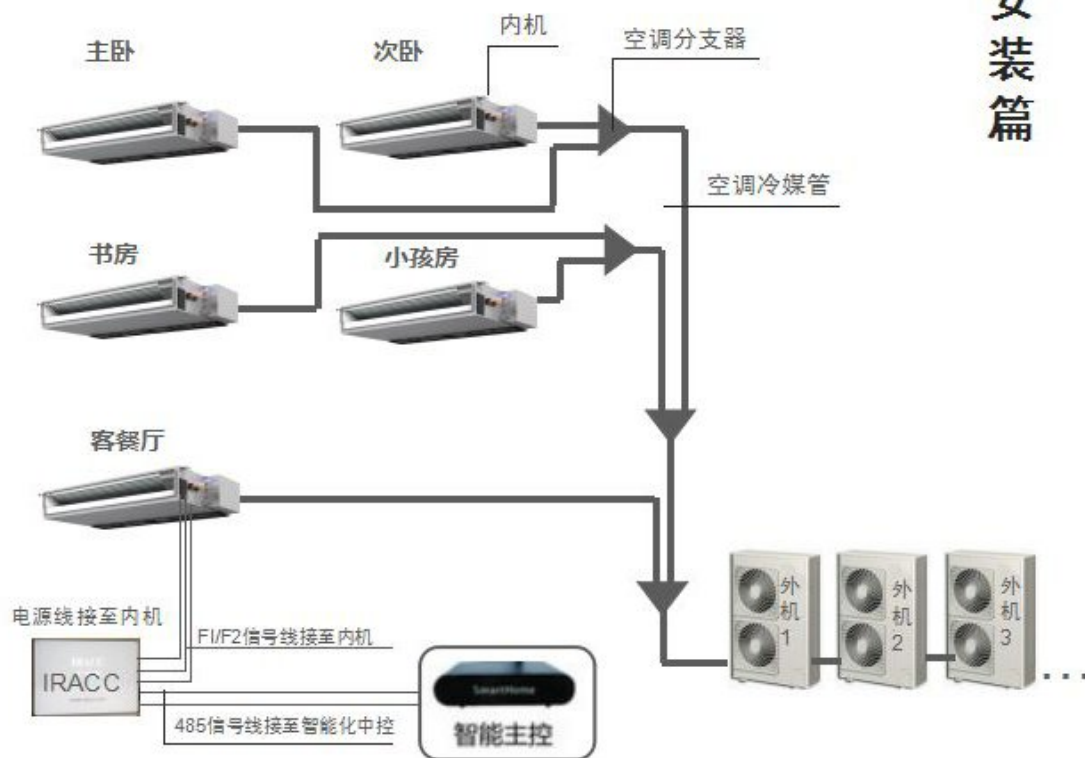 安装篇
内机
空调分支器
主卧
次卧
空调冷媒管
书房
小孩房
客餐厅
外机1
外机2
外机3
...
电源线接至内机
FI/F2信号线接至内机
IRACC
SmartHome
智能主控
485信号线接至智能化中控